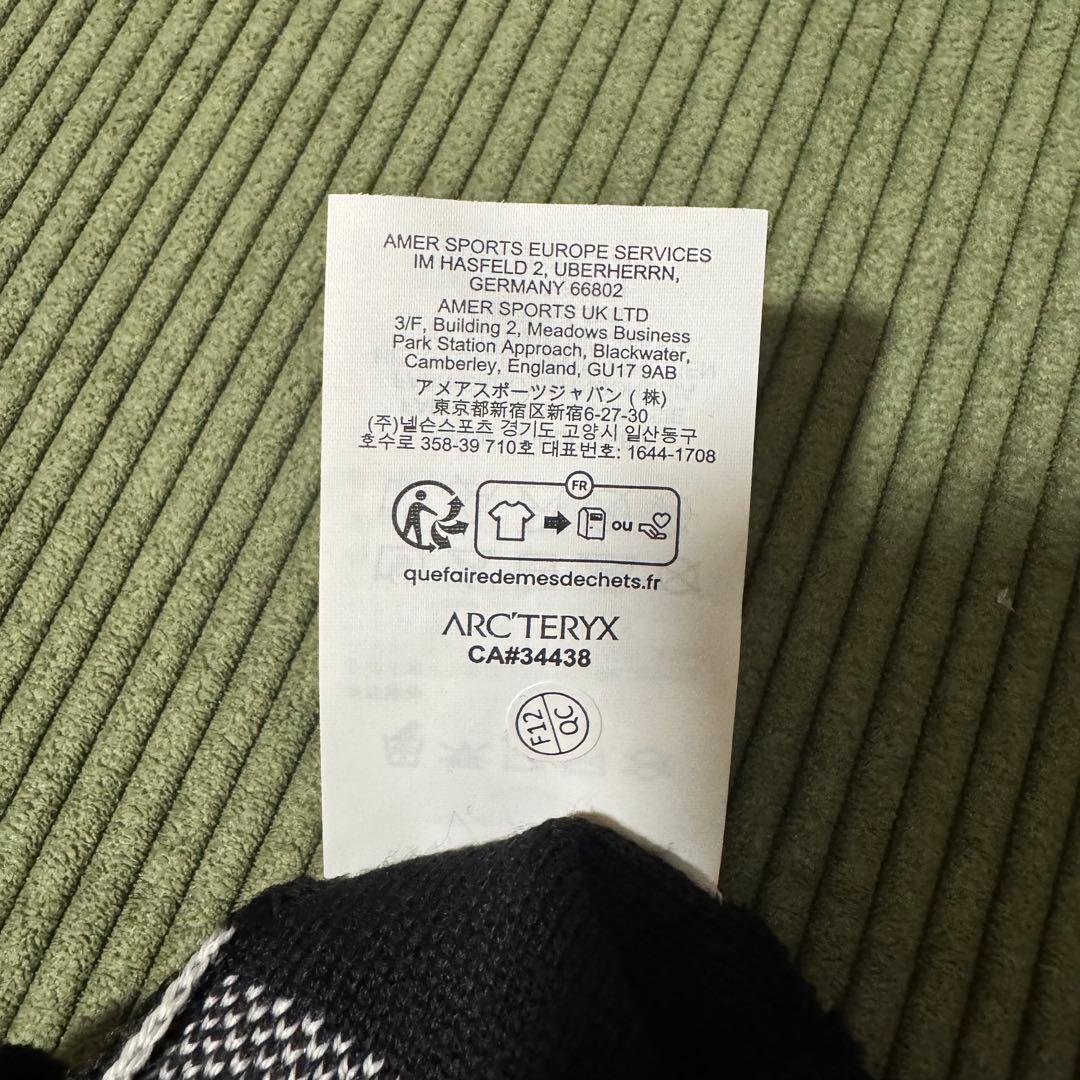 AMER SPORTS EUROPE SERVICES
IM HASFELD 2, UBERHERRN,
GERMANY 66802
AMER SPORTS UK LTD
3/F, Building 2, Meadows Business
Park Station Approach, Blackwater,
Camberley, England, GU17 9AB
アメアスポーツジャパン ( 株)
東京都新宿区新宿6-27-30
(주)넬슨스포츠 경기도 고양시 일산동구
호수로 358-39 710호 대표번호: 1644-1708
FR
ou
quefairedemesdechets.fr
ARC'TERYX
CA#34438
F12
QC